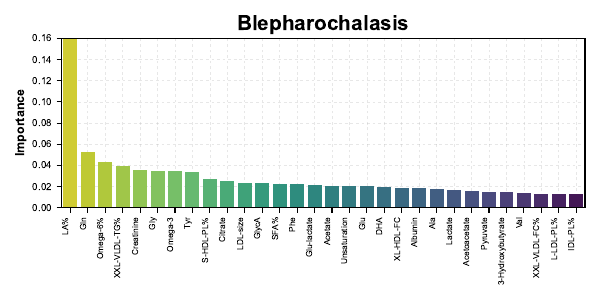 Blepharochalasis
Importance
0.16
0.14
0.12
0.10
0.08
0.06
0.04
0.02
0.00
LA%
Gln
Omega-6%
XXL-VLDL-TG%
Creatinine
Gly
Omega-3
Tyr
S-HDL-PL%
Citrate
LDL-size
GlycA
SFA%
Phe
Glu-lactate
Acetate
Unsaturation
Glu
DHA
XL-HDL-FC
Albumin
Ala
Lactate
Acetoacetate
Pyruvate
3-Hydroxybutyrate
Val
XXL-VLDL-FC%
L-LDL-PL%
IDL-PL%